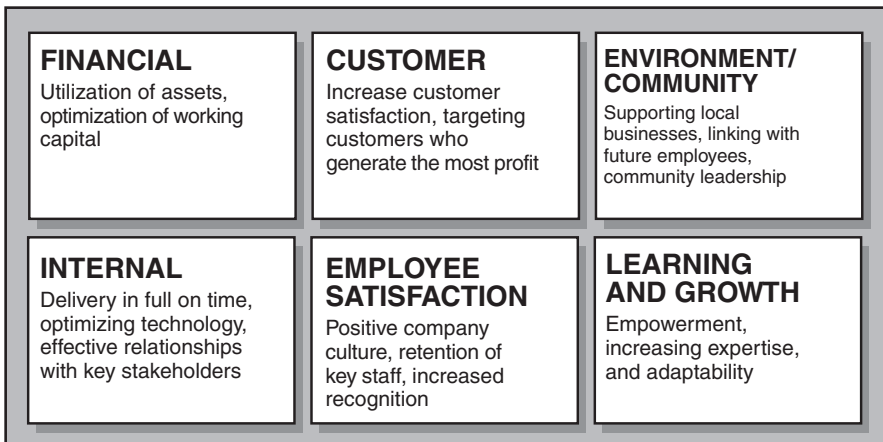 FINANCIAL
Utilization of assets,
optimization of working
capital
CUSTOMER
Increase customer
satisfaction, targeting
customers who
generate the most profit
ENVIRONMENT/
COMMUNITY
Supporting local
businesses, linking with
future employees,
community leadership
INTERNAL
Delivery in full on time,
optimizing technology,
effective relationships
with key stakeholders
EMPLOYEE
SATISFACTION
Positive company
culture, retention of
key staff, increased
recognition
LEARNING
AND GROWTH
Empowerment,
increasing expertise,
and adaptability